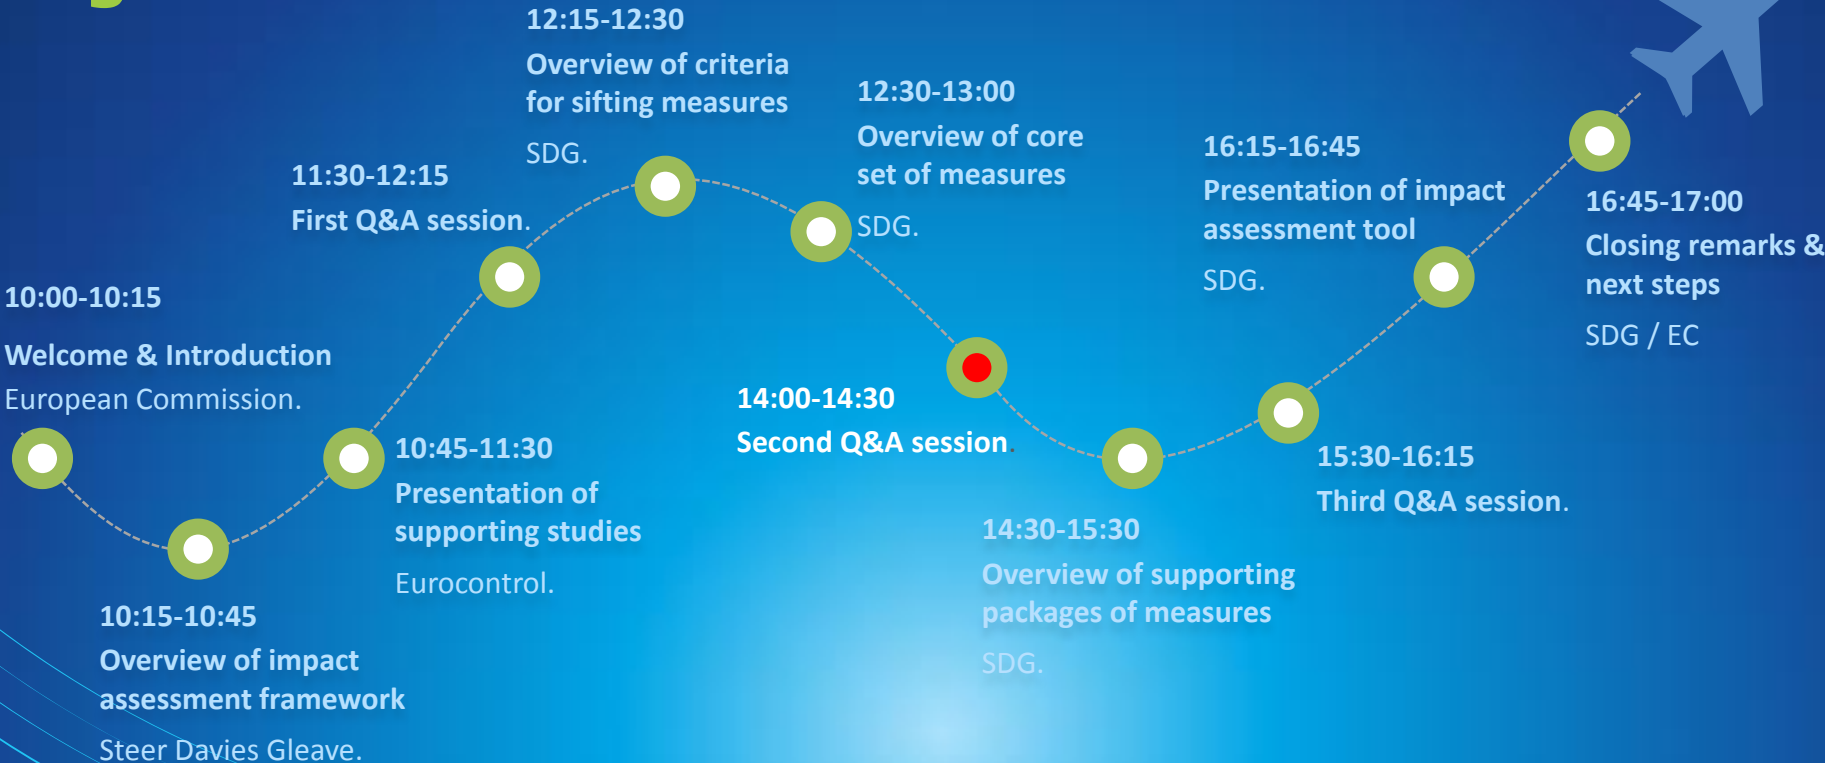 10:00-10:15
Welcome & Introduction
European Commission.
10:15-10:45
Overview of impact
assessment framework
Steer Davies Gleave.
10:45-11:30
Presentation of
supporting studies
Eurocontrol.
11:30-12:15
First Q&A session.
12:15-12:30
Overview of criteria
for sifting measures
SDG.
12:30-13:00
Overview of core
set of measures
SDG.
14:00-14:30
Second Q&A session.
14:30-15:30
Overview of supporting
packages of measures
SDG.
15:30-16:15
Third Q&A session.
16:15-16:45
Presentation of impact
assessment tool
SDG.
16:45-17:00
Closing remarks &
next steps
SDG / EC